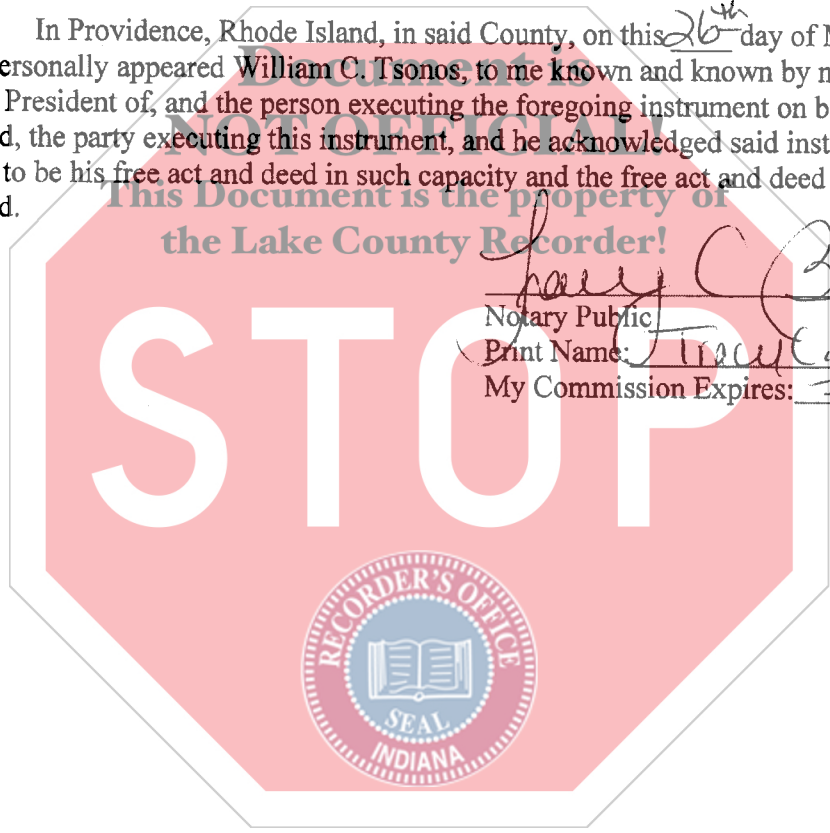 In Providence, Rhode Island, in said County, on this 26th day of
Document is
ersonally appeared William C. Tsonos, to me known and known by
President of, and the person executing the foregoing instrument on b
NOT OFFICIAL!
d, the party executing this instrument, and he acknowledged said inst
to be his free act and deed in such capacity and the free act and deed
This Document is the property of
d.
the Lake County Recorder!
Notary Public
Print Name:
My Commission Expires:
STOP
RECORDER'S OFFICE
SEAL
INDIANA